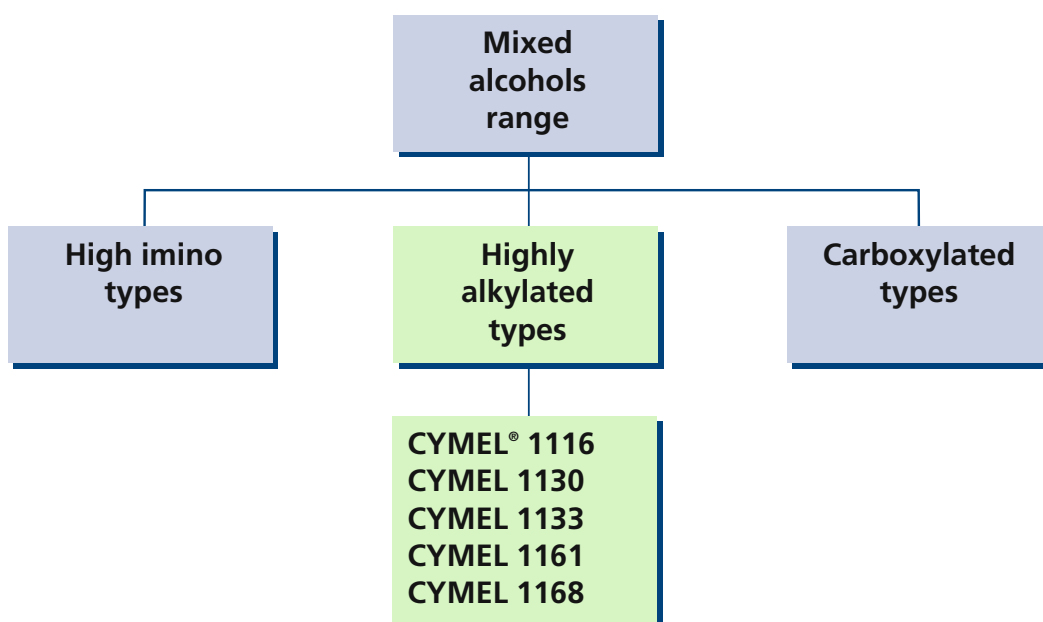 Mixed
alcohols
range
High imino
types
Highly
alkylated
types
Carboxylated
types
CYMEL® 1116
CYMEL 1130
CYMEL 1133
CYMEL 1161
CYMEL 1168